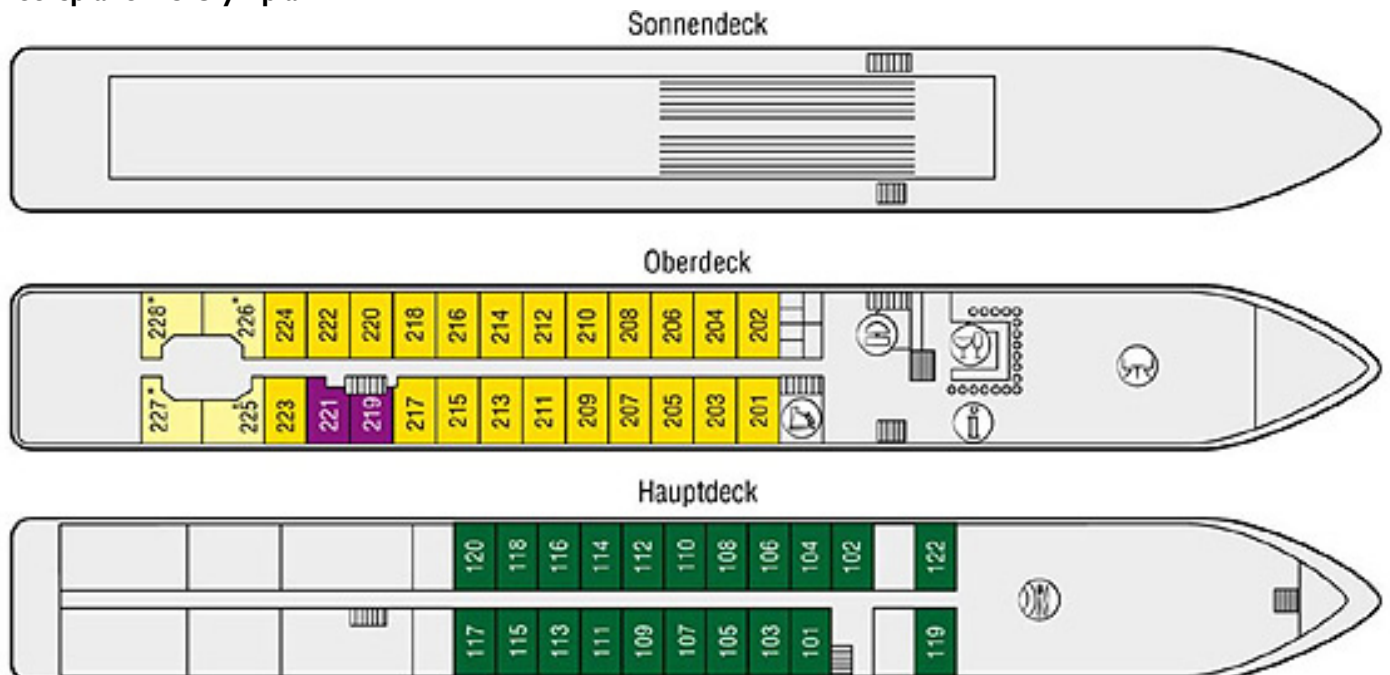 Sonnendeck
Oberdeck
228* 226* 224 222 220 218 216 214 212 210 208 206 204 202
227* 225* 223 221 219 217 215 213 211 209 207 205 203 201
Hauptdeck
120 118 116 114 112 110 108 106 104 102 122
117 115 113 111 109 107 105 103 101 119